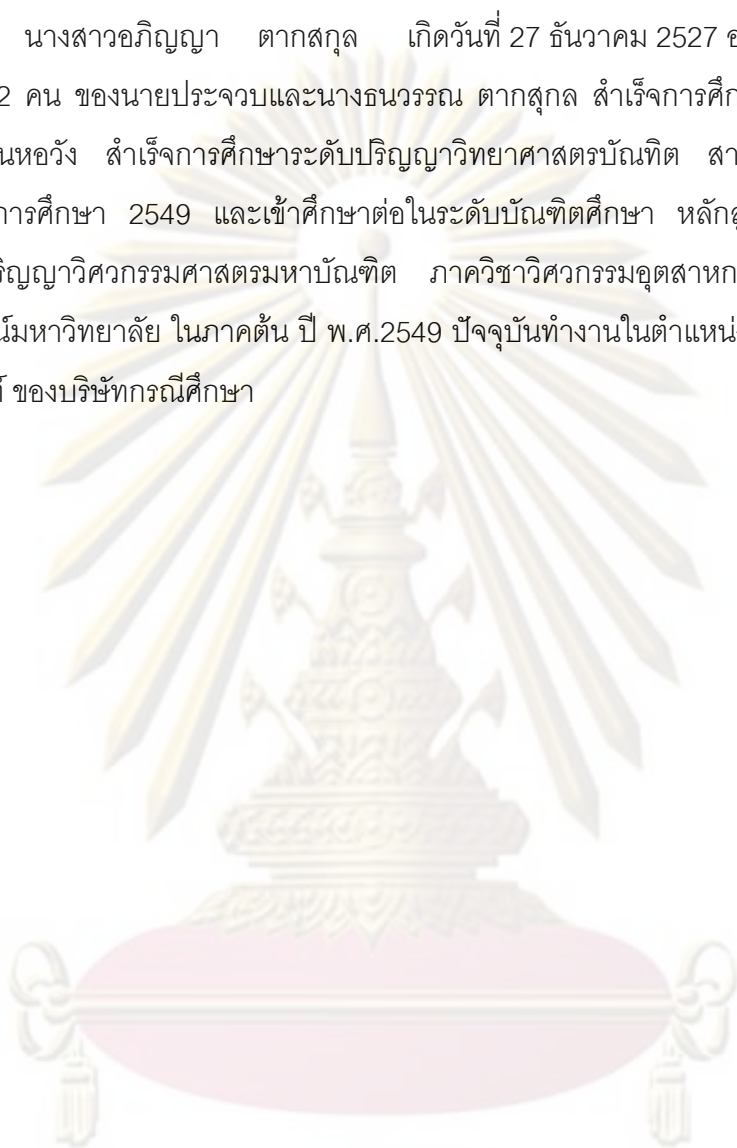 นางสาวอภิญญา ตากสกุล เกิดวันที่ 27 ธันวาคม 2527
2 คน ของนายประจวบและนางธนวรรณ ตากสุกล สำเร็จการศึก
นหอวัง สำเร็จการศึกษาระดับปริญญาวิทยาศาสตรบัณฑิต สา
การศึกษา 2549 และเข้าศึกษาต่อในระดับบัณฑิตศึกษา หลักสู
ริญญาวิศวกรรมศาสตรมหาบัณฑิต ภาควิชาวิศวกรรมอุตสาหก
น์มหาวิทยาลัย ในภาคต้น ปี พ.ศ.2549 ปัจจุบันทำงานในตำแหน่
ท์ ของบริษัทกรณีศึกษา